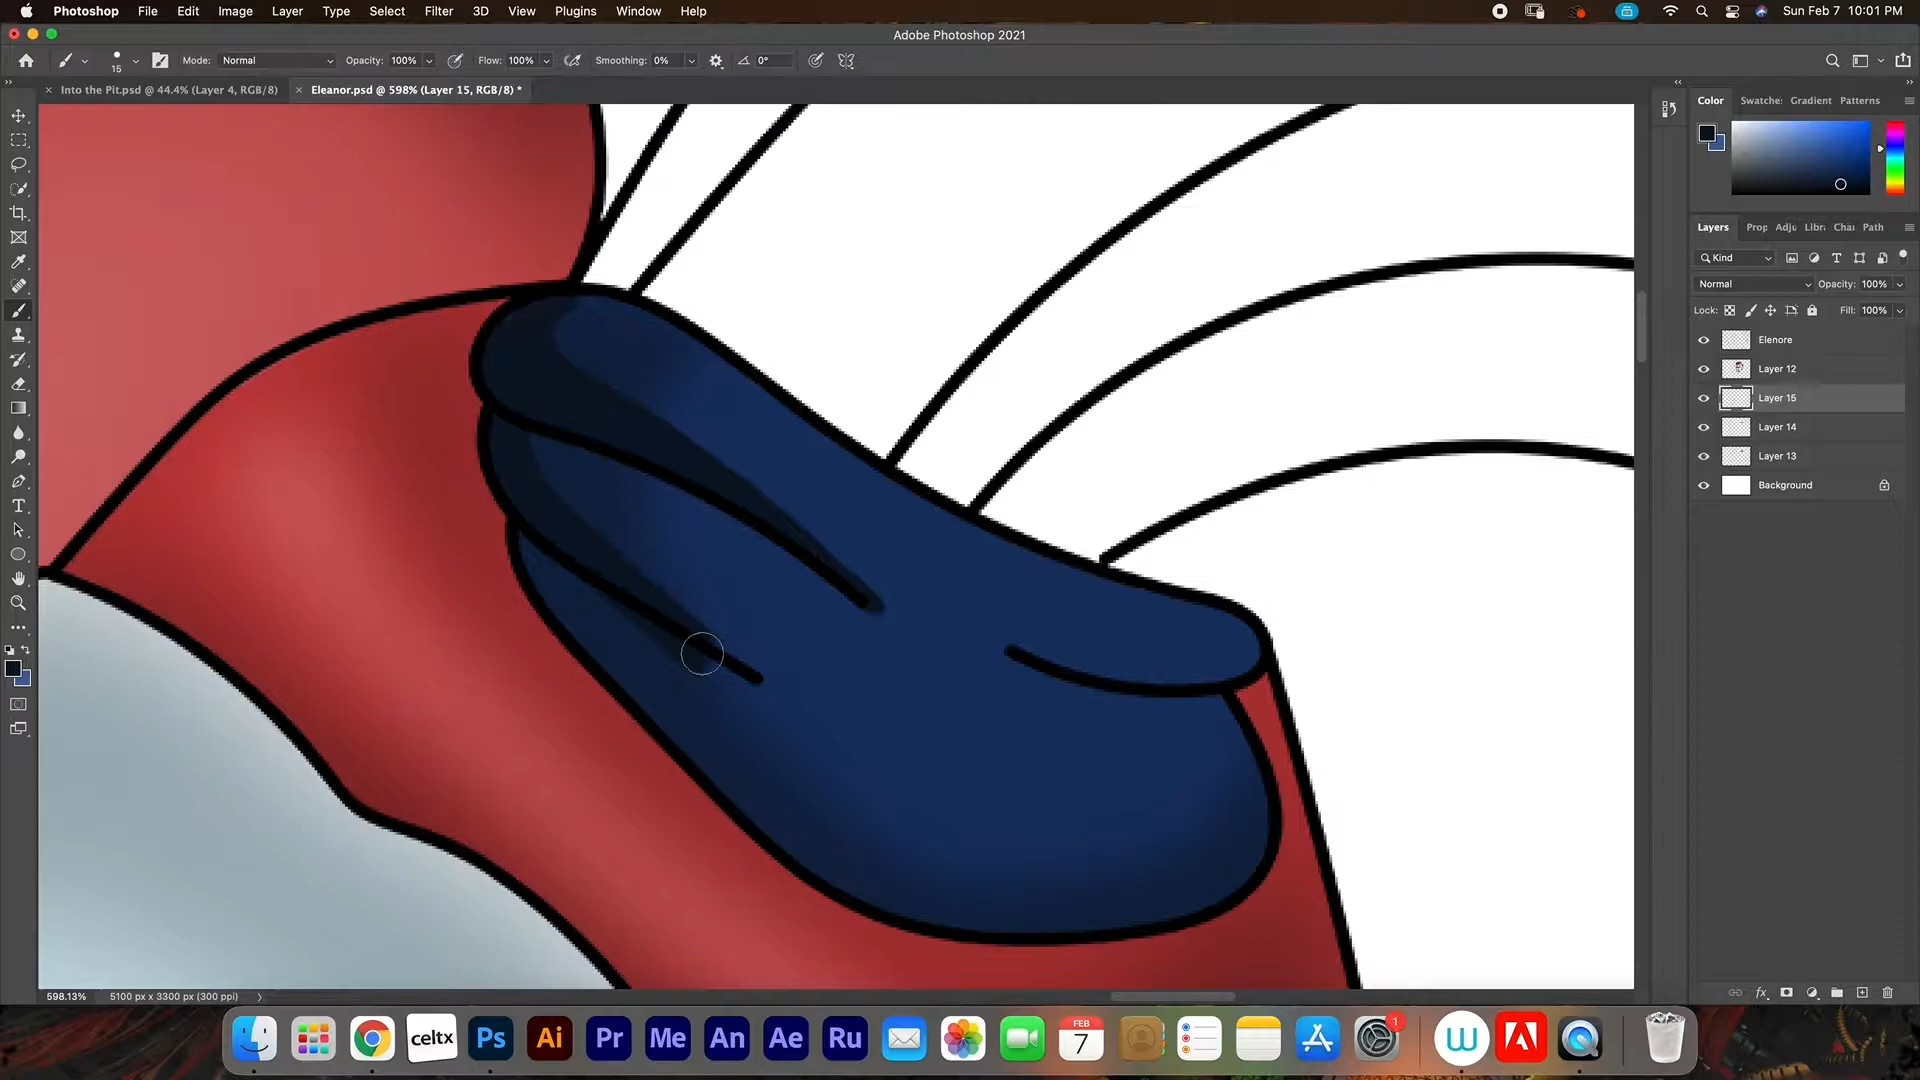 Photoshop File Edit Image Layer Type Select Filter 3D View Plugins Window Help Sun Feb 7 10:01 PM
Adobe Photoshop 2021
15 Mode: Normal Opacity: 100% Flow: 100% Smoothing: 0% 0°
Into the Pit.psd @ 44.4% (Layer 4, RGB/8) Eleanor.psd @ 598% (Layer 15, RGB/8) *
Color Swatche Gradient Patterns
Layers Prop Adju Libra Chai Path
Kind
Normal Opacity: 100%
Lock: Fill: 100%
Elenore
Layer 12
Layer 15
Layer 14
Layer 13
Background
598.13% 5100 px x 3300 px (300 ppi)
celtx Ps Ai Pr Me An Ae Ru FEB 7 1